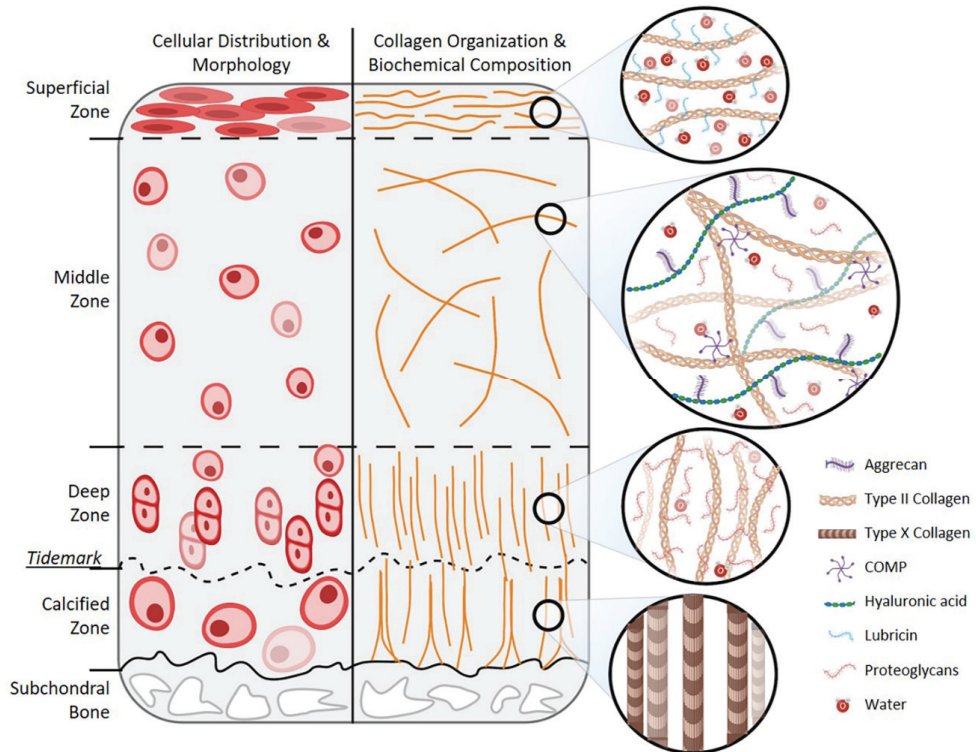 Cellular Distribution &
Morphology
Collagen Organization &
Biochemical Composition
Superficial
Zone
Middle
Zone
Deep
Zone
Tidemark
Calcified
Zone
Subchondral
Bone
Aggrecan
Type II Collagen
Type X Collagen
COMP
Hyaluronic acid
Lubricin
Proteoglycans
Water